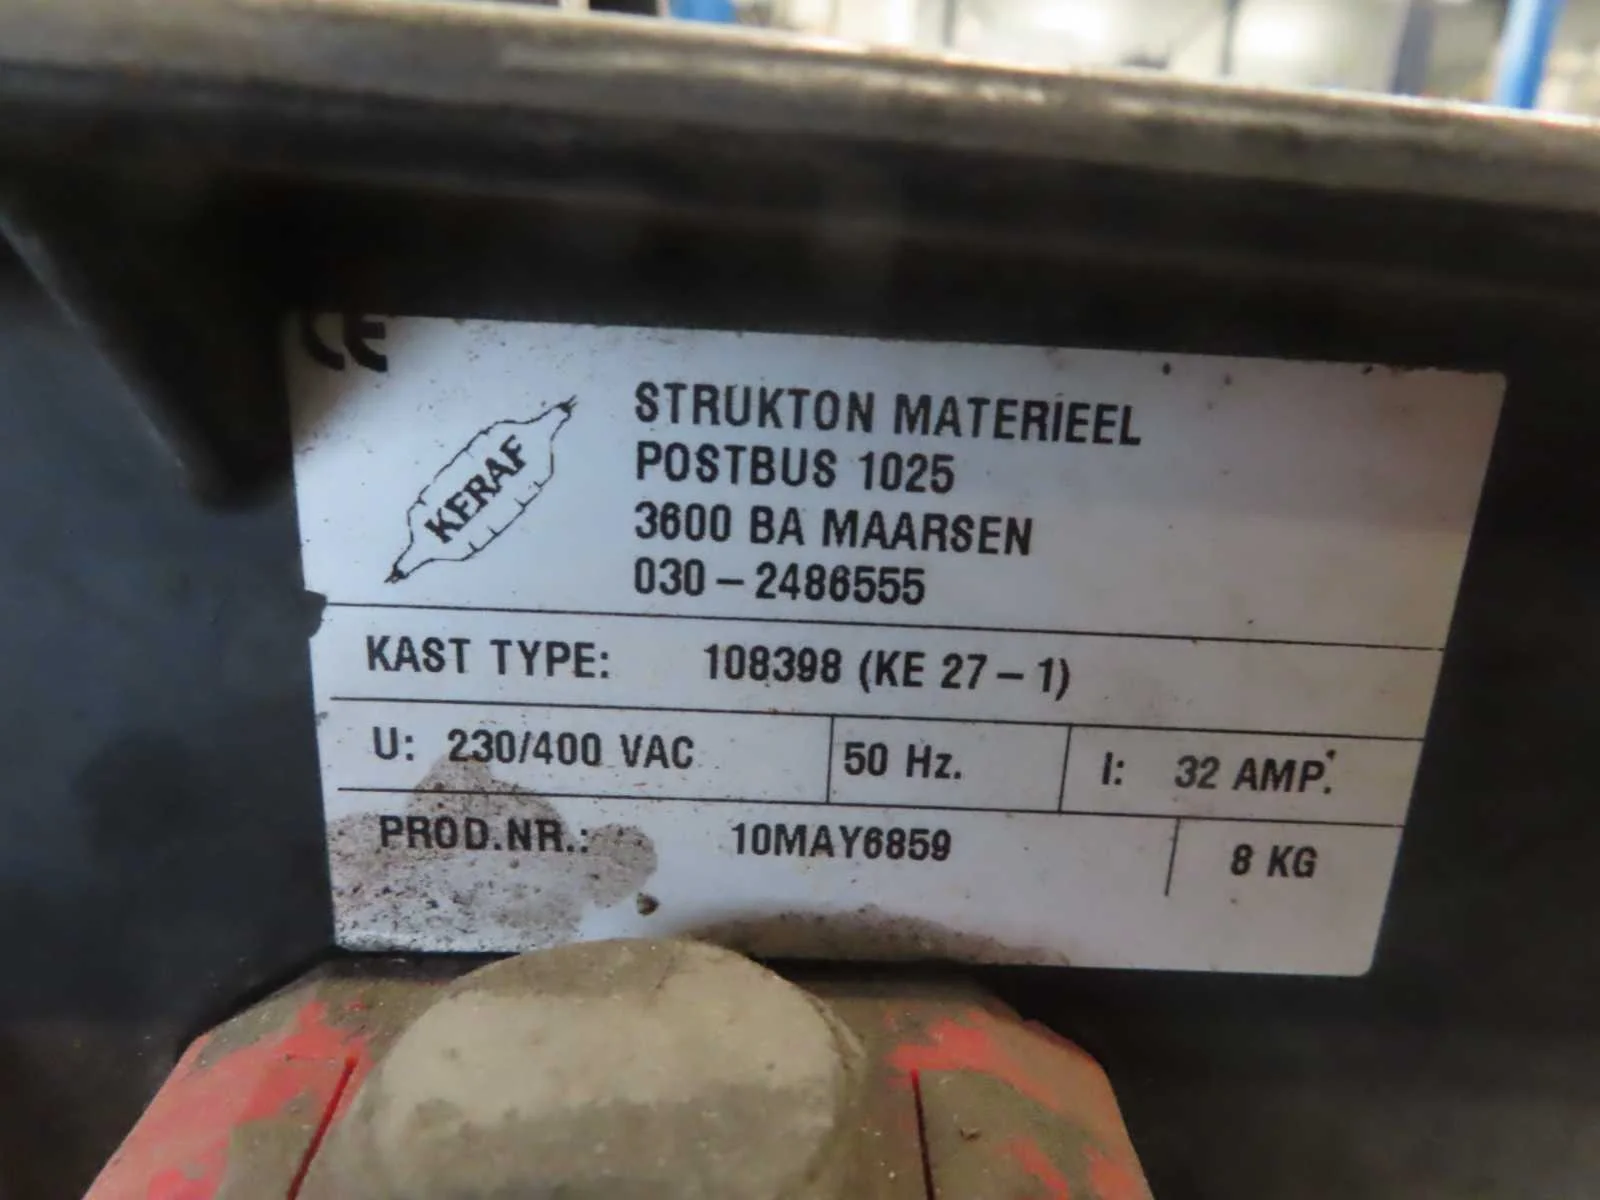 CE
KERAF
STRUKTON MATERIEEL
POSTBUS 1025
3600 BA MAARSEN
030-2486555
KAST TYPE: 108398 (KE 27-1)
U: 230/400 VAC 50 Hz. I: 32 AMP.
PROD.NR.: 10MAY6859 8 KG